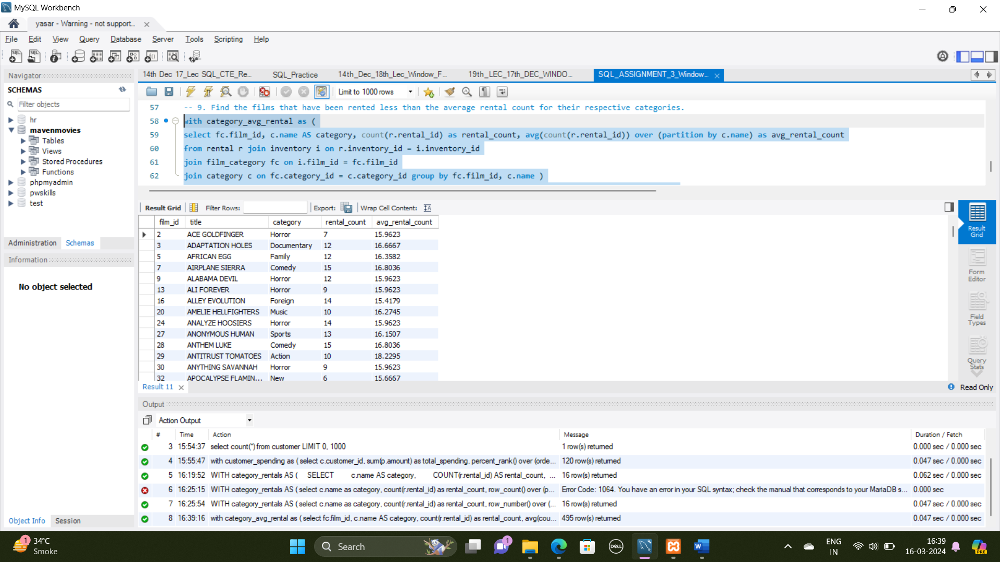 MySQL Workbench
yasar - Warning - not support...
File Edit View Query Database Server Tools Scripting Help
Navigator
SCHEMAS
Filter objects
hr
mavenmovies
Tables
Views
Stored Procedures
Functions
phpmyadmin
pwskills
test
Administration Schemas
Information
No object selected
Object Info Session
14th Dec 17_Lec SQL_CTE_Re... SQL_Practice 14th_Dec_18th_Lec_Window_F... 19th_LEC_17th_DEC_WINDO... SQL_ASSIGNMENT_3_Window...
Limit to 1000 rows
57 -- 9. Find the films that have been rented less than the average rental count for their respective categories.
58 with category_avg_rental as (
59 select fc.film_id, c.name AS category, count(r.rental_id) as rental_count, avg(count(r.rental_id)) over (partition by c.name) as avg_rental_count
60 from rental r join inventory i on r.inventory_id = i.inventory_id
61 join film_category fc on i.film_id = fc.film_id
62 join category c on fc.category_id = c.category_id group by fc.film_id, c.name )
Result Grid Filter Rows: Export: Wrap Cell Content:
film_id title category rental_count avg_rental_count
2 ACE GOLDFINGER Horror 7 15.9623
3 ADAPTATION HOLES Documentary 12 16.6667
5 AFRICAN EGG Family 12 16.3582
7 AIRPLANE SIERRA Comedy 15 16.8036
9 ALABAMA DEVIL Horror 12 15.9623
13 ALI FOREVER Horror 9 15.9623
16 ALLEY EVOLUTION Foreign 14 15.4179
20 AMELIE HELLFIGHTERS Music 10 16.2745
24 ANALYZE HOOSIERS Horror 14 15.9623
27 ANONYMOUS HUMAN Sports 13 16.1507
28 ANTHEM LUKE Comedy 15 16.8036
29 ANTITRUST TOMATOES Action 10 18.2295
30 ANYTHING SAVANNAH Horror 9 15.9623
32 APOCALYPSE FLAMIN... New 6 15.6667
Result Grid
Form Editor
Field Types
Query Stats
Result 11
Read Only
Output
Action Output
# Time Action Message Duration / Fetch
3 15:54:37 select count(*) from customer LIMIT 0, 1000 1 row(s) returned 0.000 sec / 0.000 sec
4 15:55:47 with customer_spending as ( select c.customer_id, sum(p.amount) as total_spending, percent_rank() over (orde... 120 row(s) returned 0.047 sec / 0.000 sec
5 16:19:52 WITH category_rentals AS ( SELECT c.name AS category, COUNT(r.rental_id) AS rental_count, ... 16 row(s) returned 0.062 sec / 0.000 sec
6 16:25:15 WITH category_rentals AS ( select c.name as category, count(r.rental_id) as rental_count, row_count() over (p... Error Code: 1064. You have an error in your SQL syntax; check the manual that corresponds to your MariaDB s... 0.000 sec
7 16:25:54 WITH category_rentals AS ( select c.name as category, count(r.rental_id) as rental_count, row_number() over (... 16 row(s) returned 0.047 sec / 0.000 sec
8 16:39:16 with category_avg_rental as ( select fc.film_id, c.name AS category, count(r.rental_id) as rental_count, avg(cou... 495 row(s) returned 0.047 sec / 0.000 sec
1
34°C
Smoke
Search
1
DELL
W
ENG
IN
16:39
16-03-2024
PRE